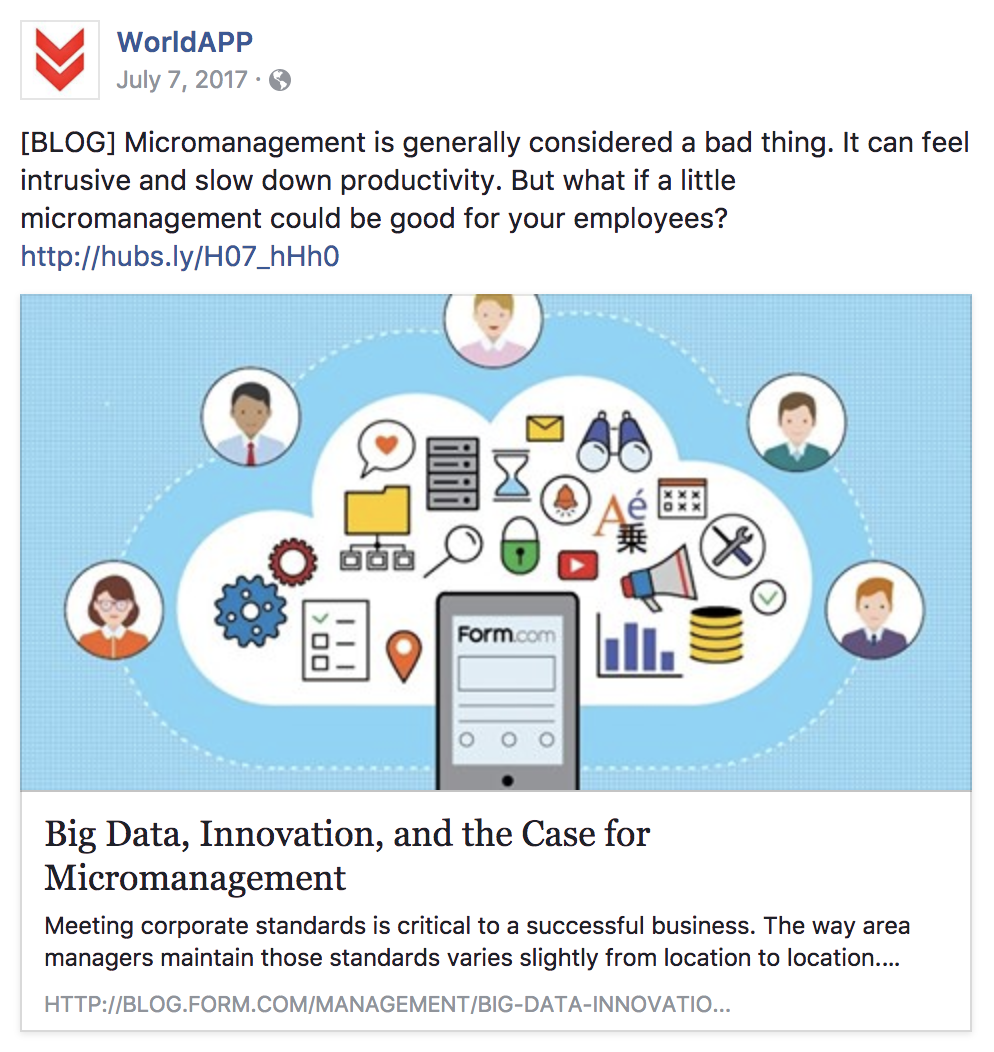 WorldAPP
July 7, 2017 ·
[BLOG] Micromanagement is generally considered a bad thing. It can feel
intrusive and slow down productivity. But what if a little
micromanagement could be good for your employees?
http://hubs.ly/H07_hHh0
Aé
乗
Form.com
Big Data, Innovation, and the Case for
Micromanagement
Meeting corporate standards is critical to a successful business. The way area
managers maintain those standards varies slightly from location to location....
HTTP://BLOG.FORM.COM/MANAGEMENT/BIG-DATA-INNOVATIO...